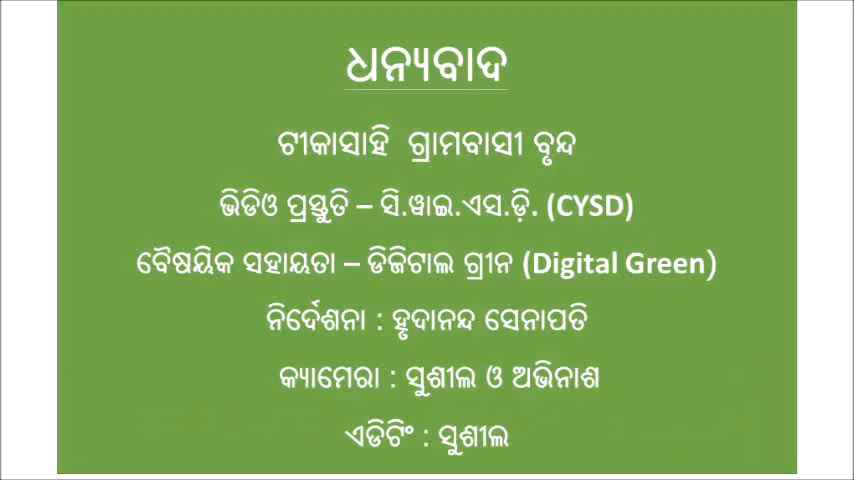 ଧନ୍ୟବାଦ
ଟୀକାସାହି ଗ୍ରାମବାସୀ ବୃନ୍ଦ
ଭିଡିଓ ପ୍ରସ୍ତୁତି – ସି.ୱାଇ.ଏସ.ଡ଼ି. (CYSD)
ବୈଷୟିକ ସହାୟତା – ଡିଜିଟାଲ ଗ୍ରୀନ (Digital Green)
ନିର୍ଦେଶନା : ହୃଦାନନ୍ଦ ସେନାପତି
କ୍ୟାମେରା : ସୁଶୀଲ ଓ ଅଭିନାଶ
ଏଡିଟିଂ : ସୁଶୀଲ